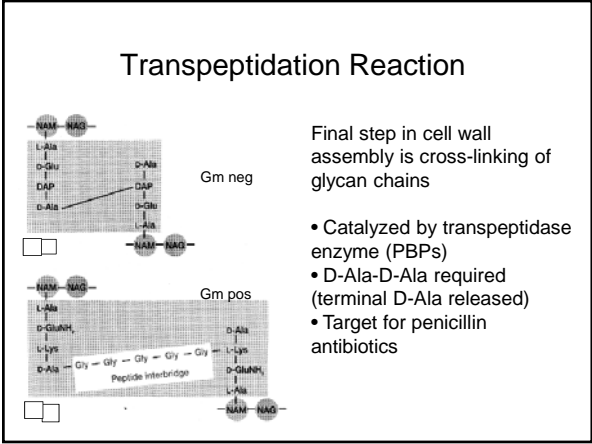 Transpeptidation Reaction
NAM NAG
L-Ala
D-Glu
DAP
D-Ala
D-Ala
DAP
D-Glu
L-Ala
NAM NAG
Gm neg
NAM NAG
L-Ala
D-GluNH₂
L-Lys
D-Ala
Gly – Gly – Gly – Gly – Gly
Peptide interbridge
D-Ala
L-Lys
D-GluNH₂
L-Ala
NAM NAG
Gm pos
Final step in cell wall
assembly is cross-linking of
glycan chains
• Catalyzed by transpeptidase
enzyme (PBPs)
• D-Ala-D-Ala required
(terminal D-Ala released)
• Target for penicillin
antibiotics